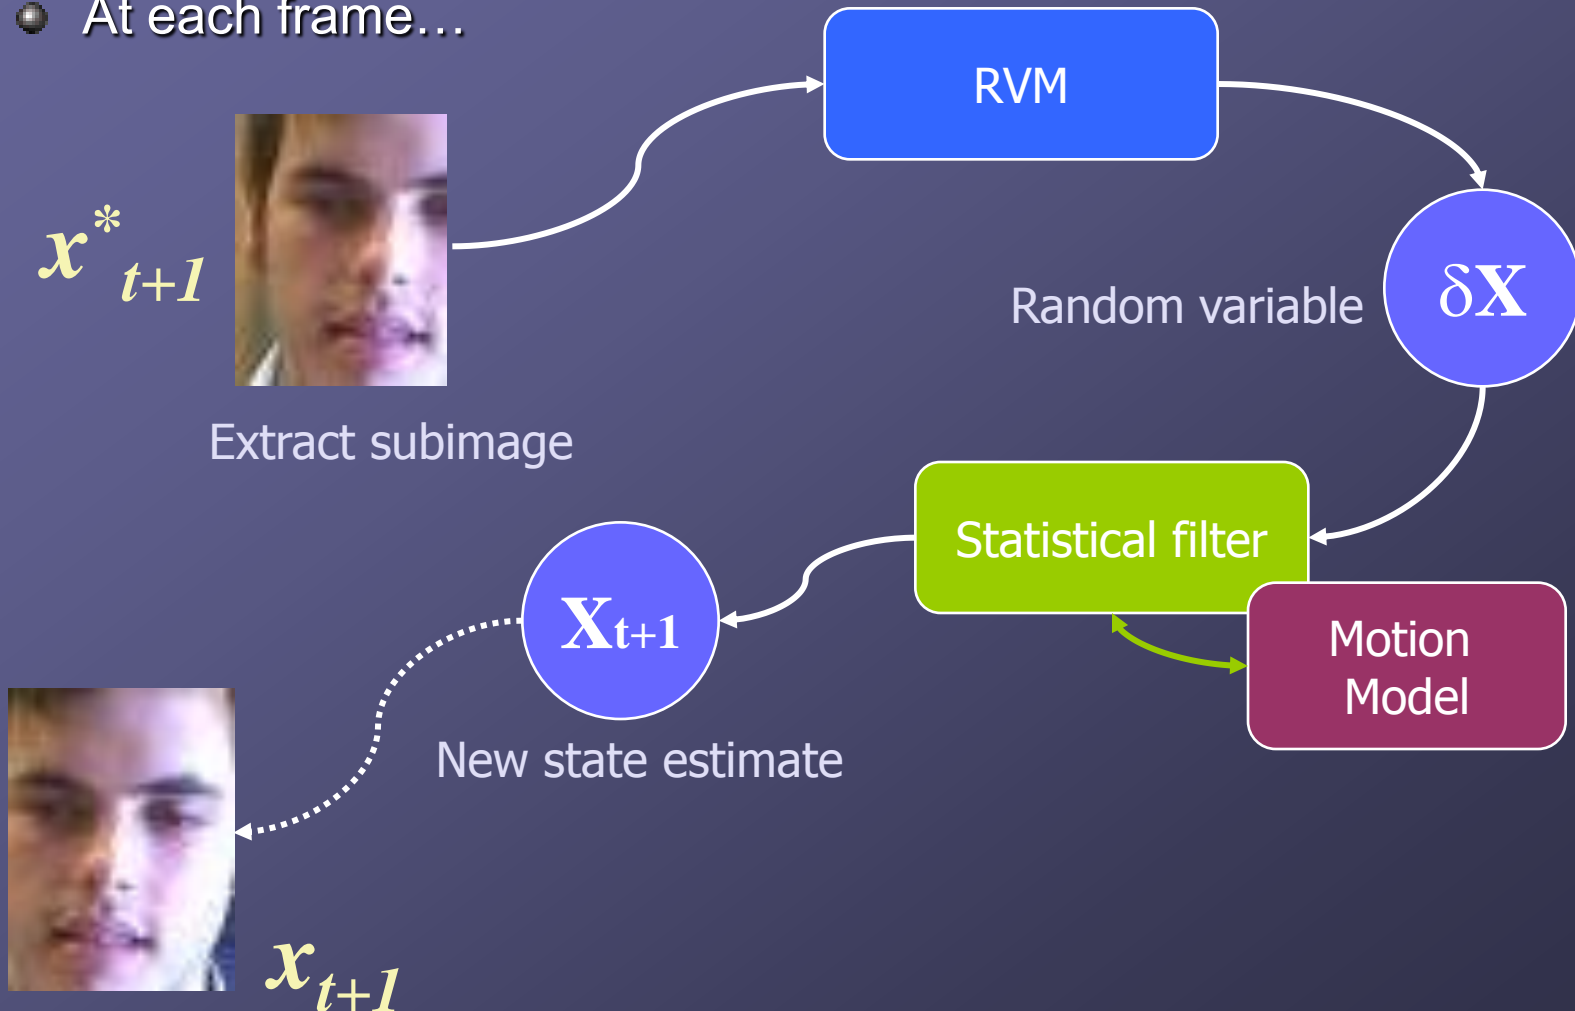 At each frame…
RVM
x*t+1
Random variable
δX
Extract subimage
Statistical filter
Xt+1
Motion
Model
New state estimate
xt+1